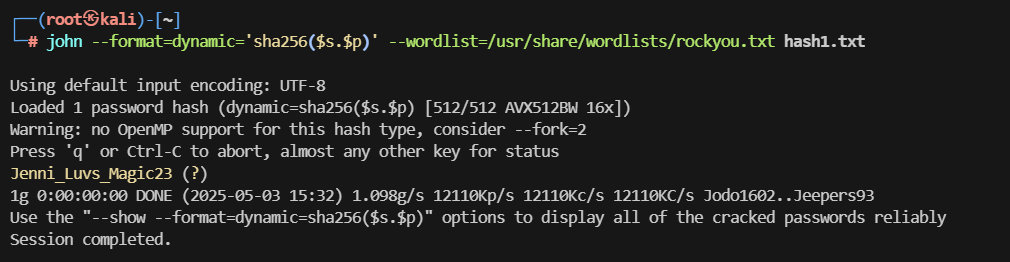 ┌──(root㉿kali)-[~]
└─# john --format=dynamic='sha256($s.$p)' --wordlist=/usr/share/wordlists/rockyou.txt hash1.txt
Using default input encoding: UTF-8
Loaded 1 password hash (dynamic=sha256($s.$p) [512/512 AVX512BW 16x])
Warning: no OpenMP support for this hash type, consider --fork=2
Press 'q' or Ctrl-C to abort, almost any other key for status
Jenni_Luvs_Magic23 (?)
1g 0:00:00:00 DONE (2025-05-03 15:32) 1.098g/s 12110Kp/s 12110Kc/s 12110KC/s Jodo1602..Jeepers93
Use the "--show --format=dynamic=sha256($s.$p)" options to display all of the cracked passwords reliably
Session completed.